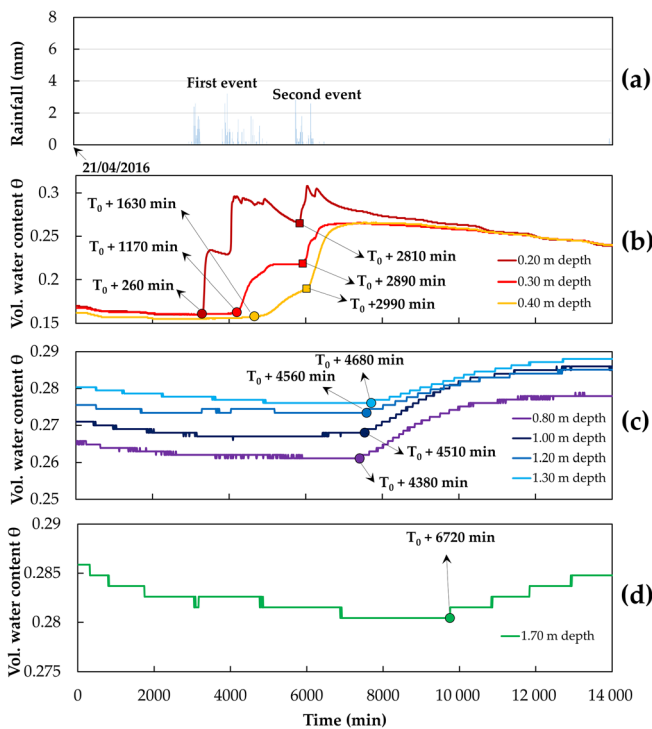 8
6
4
2
0
Rainfall (mm)
First event
Second event
(a)
21/04/2016
0.3
0.25
0.2
0.15
Vol. water content θ
T0 + 1630 min
T0 + 1170 min
T0 + 260 min
T0 + 2810 min
T0 + 2890 min
T0 +2990 min
0.20 m depth
0.30 m depth
0.40 m depth
(b)
0.29
0.28
0.27
0.26
0.25
Vol. water content θ
T0 + 4680 min
T0 + 4560 min
T0 + 4510 min
T0 + 4380 min
0.80 m depth
1.00 m depth
1.20 m depth
1.30 m depth
(c)
0.29
0.285
0.28
0.275
Vol. water content θ
T0 + 6720 min
1.70 m depth
(d)
0 2000 4000 6000 8000 10 000 12 000 14 000
Time (min)